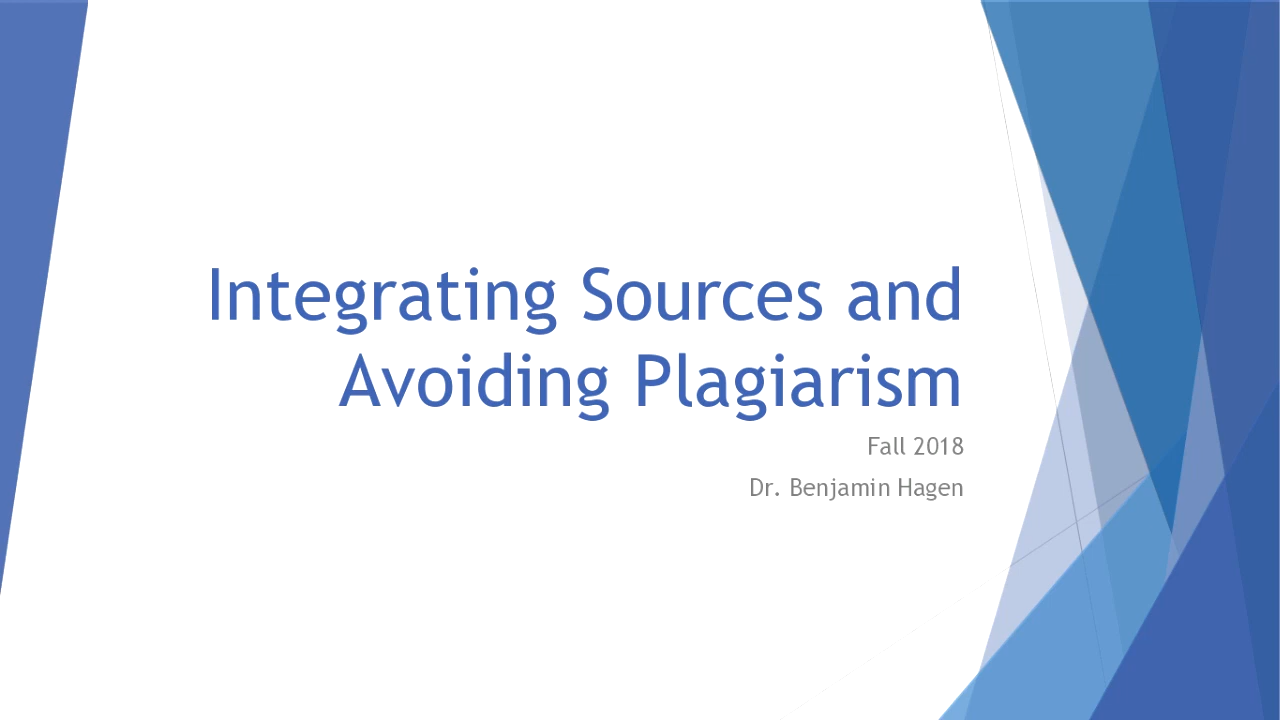 Integrating Sources and
Avoiding Plagiarism
Fall 2018
Dr. Benjamin Hagen